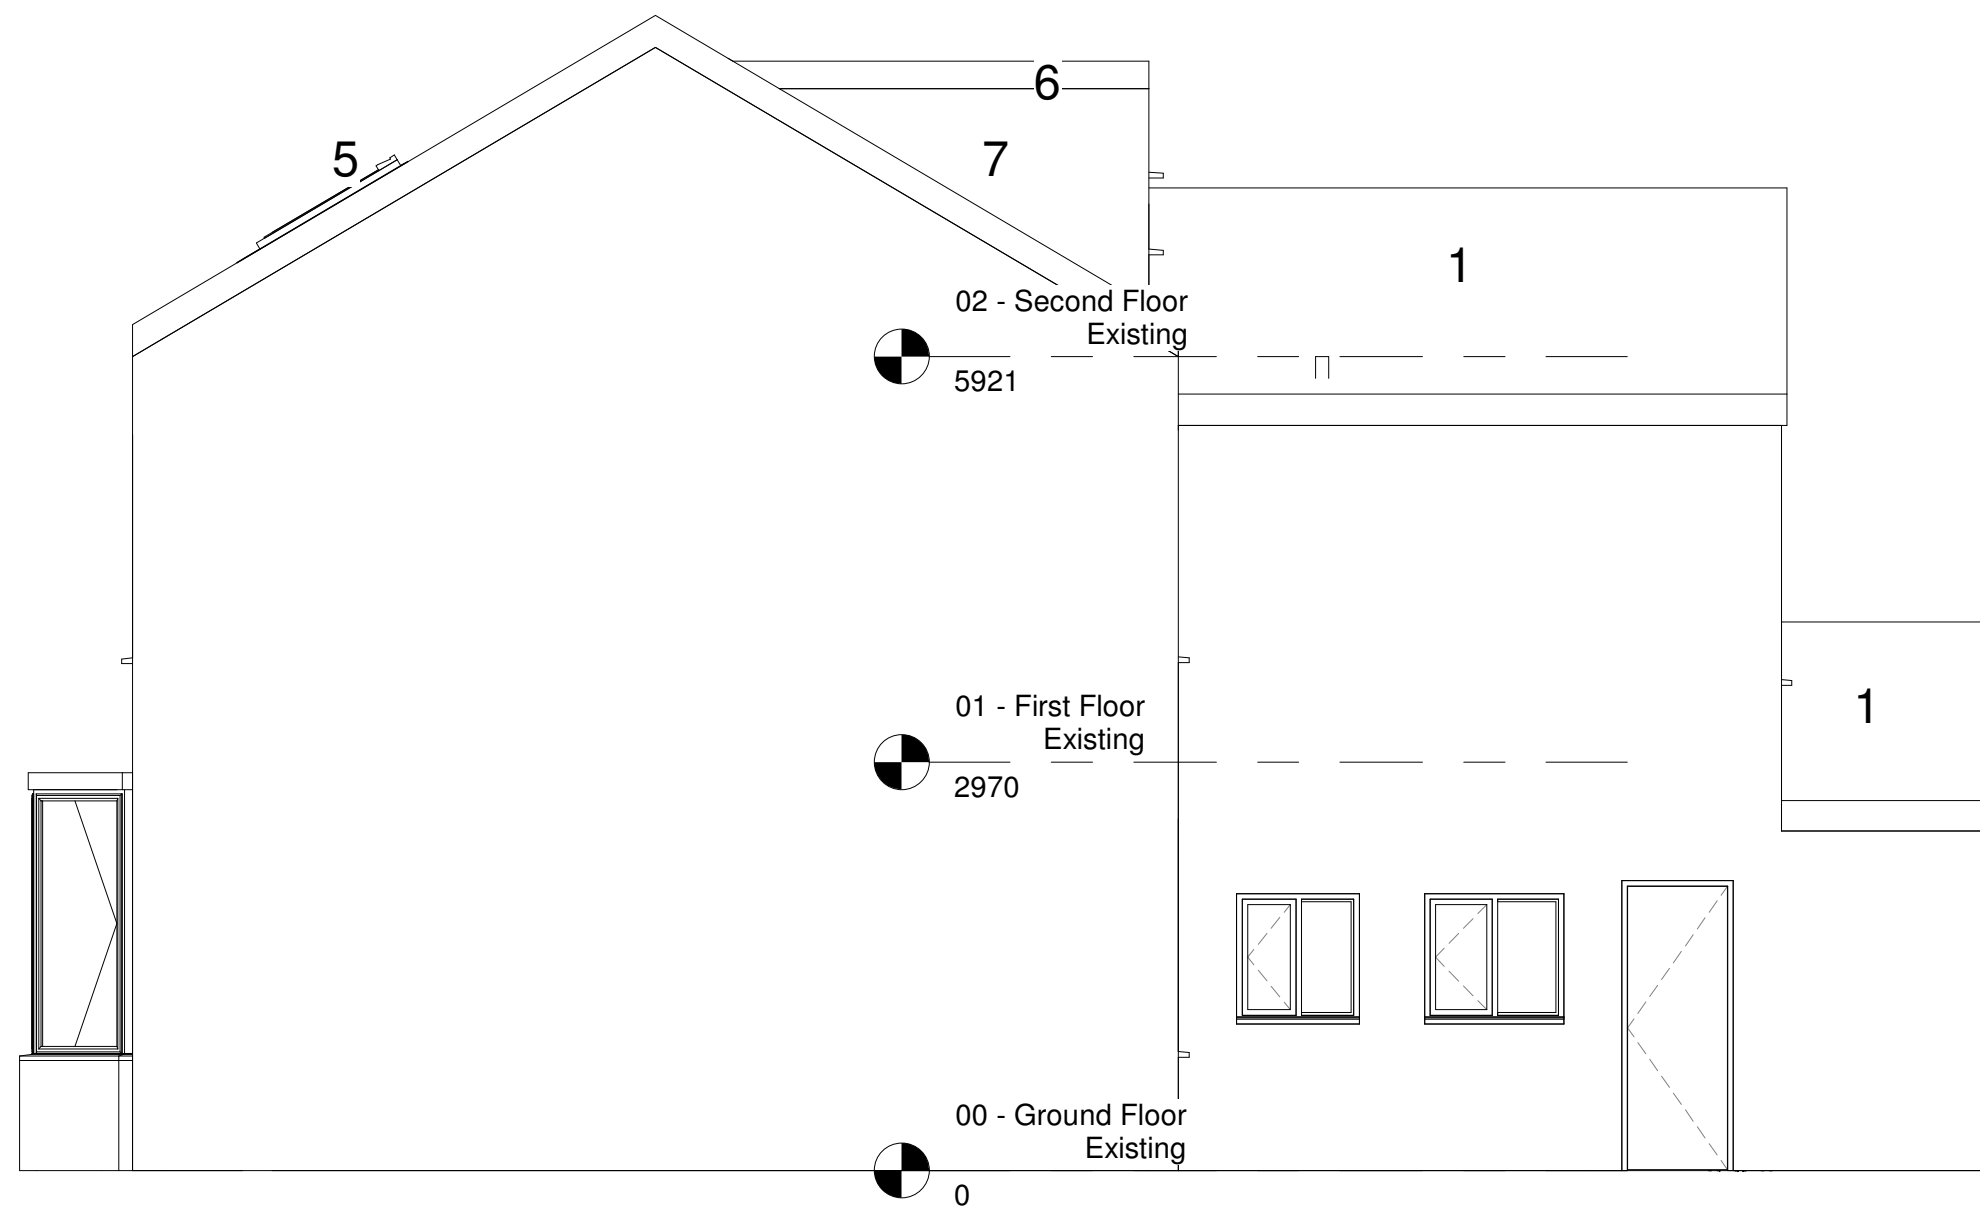 6
5
7
1
02 - Second Floor
Existing
5921
01 - First Floor
Existing
2970
1
00 - Ground Floor
Existing
0